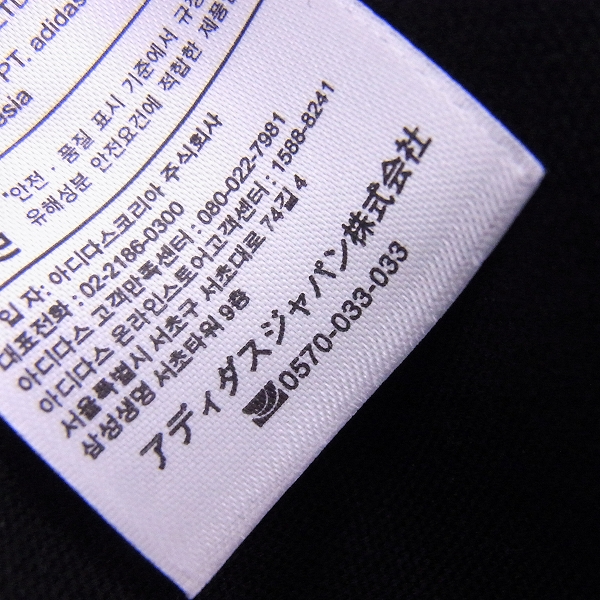 LTD
PT. adidas
asia
"안전 · 품질 표시 기준에서 규정
유해성분 안전요건에 적합한 제품
입 자: 아디다스코리아 주식회사
대표전화 : 02-2186-0300
아디다스 고객만족센터 : 080-022-7981
아디다스 온라인스토어고객센터 : 1588-8241
서울특별시 서초구 서초대로 74길 4
삼성생명 서초타워 9층
アディダスジャパン株式会社
0570-033-033